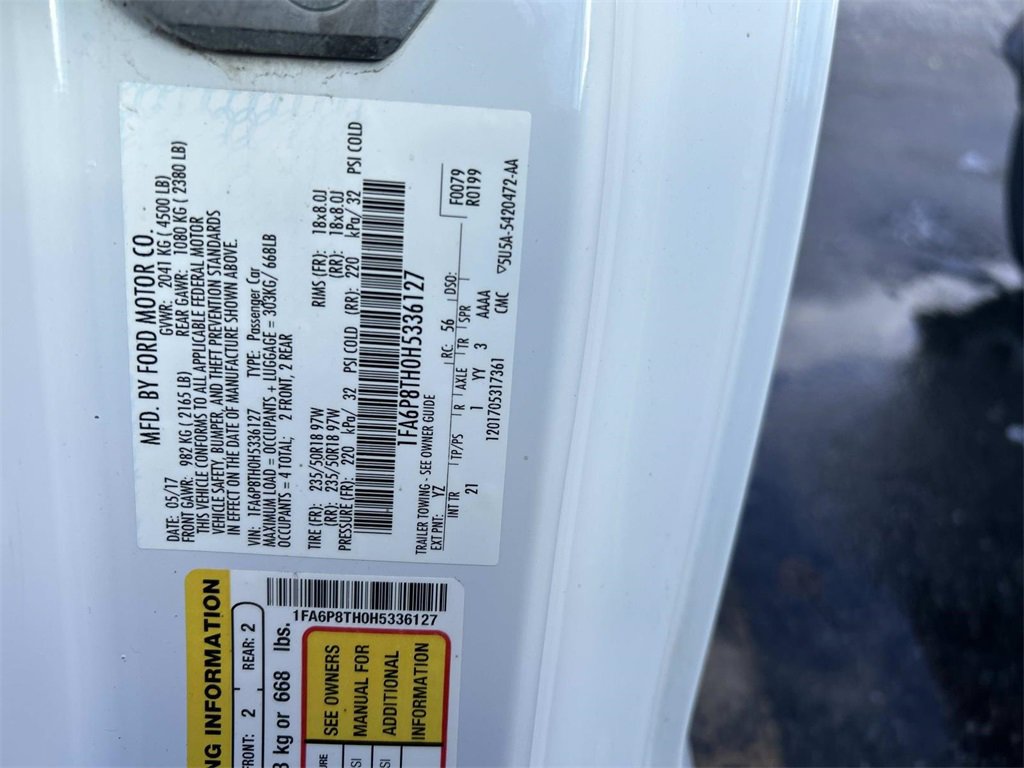 MFD. BY FORD MOTOR CO.
DATE: 05/17 GVWR: 2041 KG ( 4500 LB)
FRONT GAWR: 982 KG ( 2165 LB) REAR GAWR: 1080 KG ( 2380 LB)
THIS VEHICLE CONFORMS TO ALL APPLICABLE FEDERAL MOTOR
VEHICLE SAFETY, BUMPER, AND THEFT PREVENTION STANDARDS
IN EFFECT ON THE DATE OF MANUFACTURE SHOWN ABOVE.
VIN: 1FA6P8TH0H5336127 TYPE: Passenger Car
MAXIMUM LOAD = OCCUPANTS + LUGGAGE = 303KG/ 668LB
OCCUPANTS = 4 TOTAL; 2 FRONT, 2 REAR
TIRE (FR): 235/50R18 97W RIMS (FR): 18x8.0J
(RR): 235/50R18 97W (RR): 18x8.0J
PRESSURE (FR): 220 kPa/ 32 PSI COLD (RR): 220 kPa/ 32 PSI COLD
1FA6P8TH0H5336127
TRAILER TOWING - SEE OWNER GUIDE F0079
EXT PNT: YZ RC: 56 DSO: R0199
INT TR TP/PS R AXLE TR SPR
21 1 YY 3 AAAA
1201705317361 CMC ▽5U5A-5420472-AA
NG INFORMATION
FRONT: 2 REAR: 2
3 kg or 668 lbs.
1FA6P8TH0H5336127
SEE OWNERS
MANUAL FOR
ADDITIONAL
INFORMATION